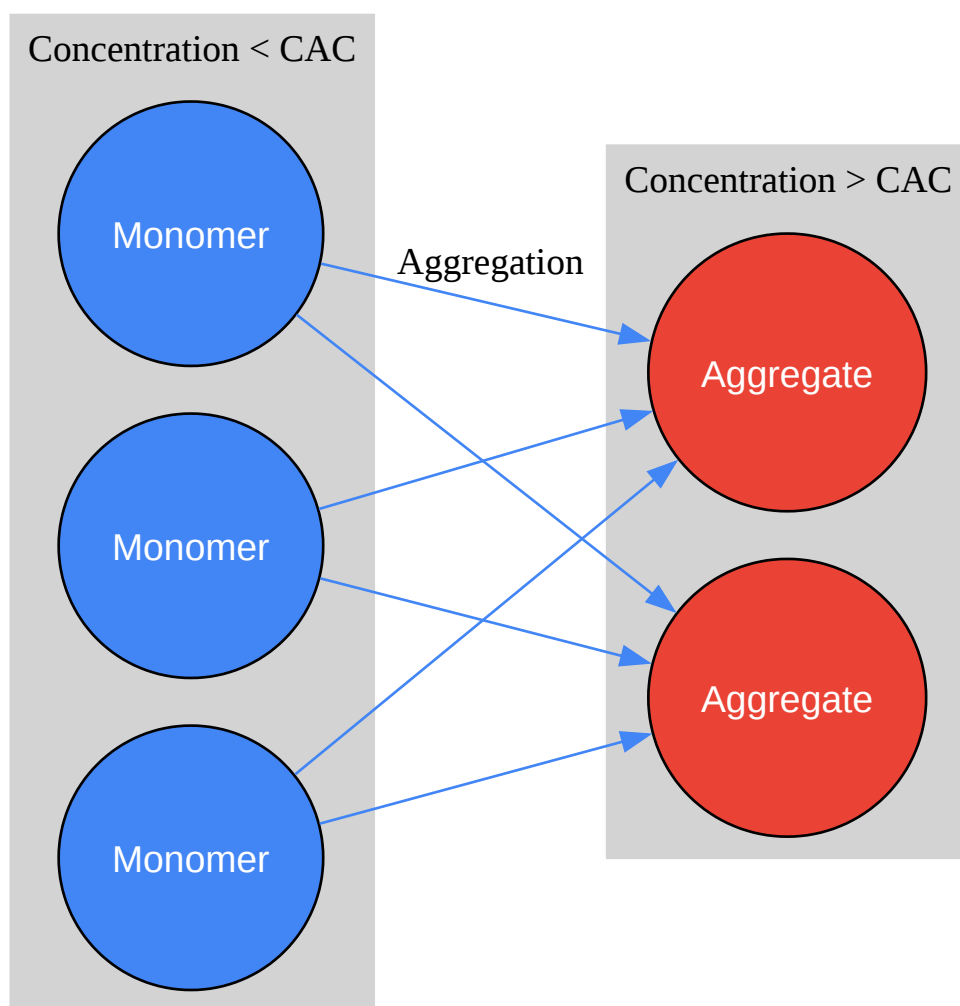 Concentration < CAC
Monomer
Monomer
Monomer
Aggregation
Concentration > CAC
Aggregate
Aggregate